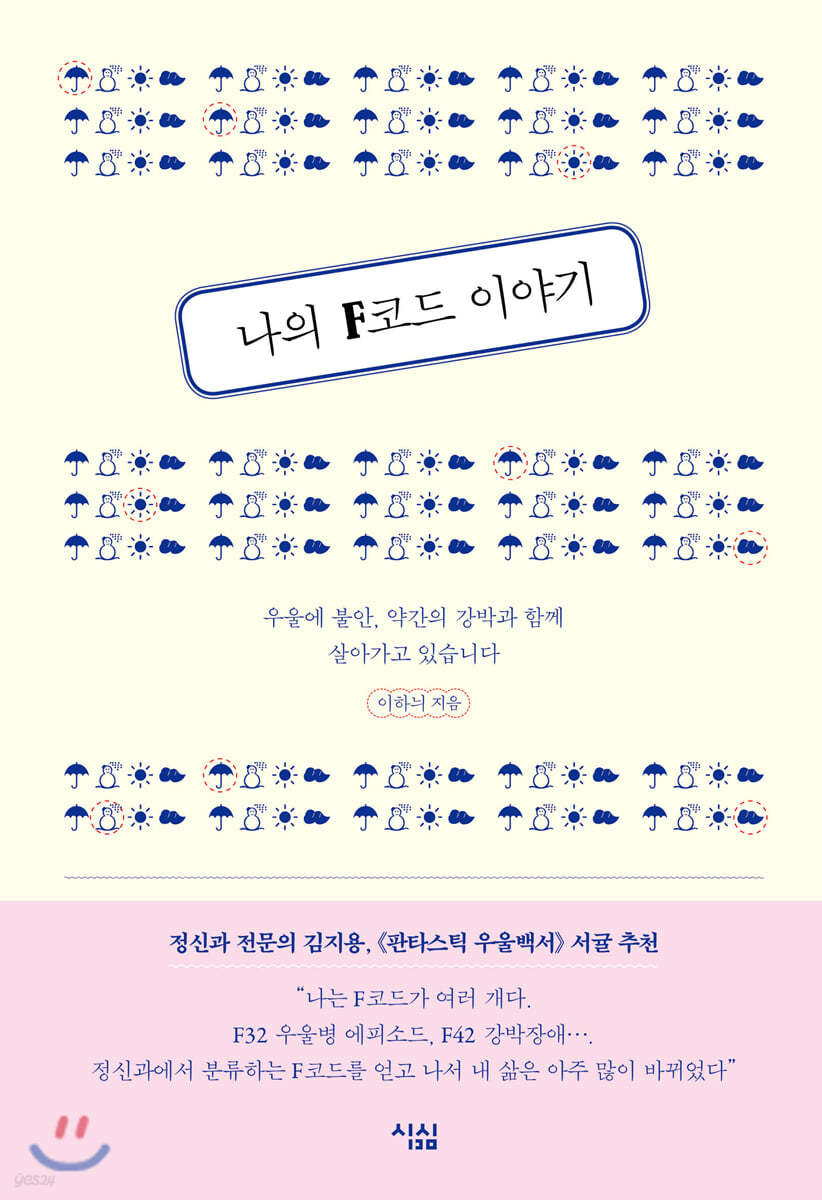 나의 F코드 이야기
우울에 불안, 약간의 강박과 함께
살아가고 있습니다
이하늬 지음
정신과 전문의 김지용, 《판타스틱 우울백서》 서귤 추천
“나는 F코드가 여러 개다.
F32 우울병 에피소드, F42 강박장애….
정신과에서 분류하는 F코드를 얻고 나서 내 삶은 아주 많이 바뀌었다”
심심
yes24